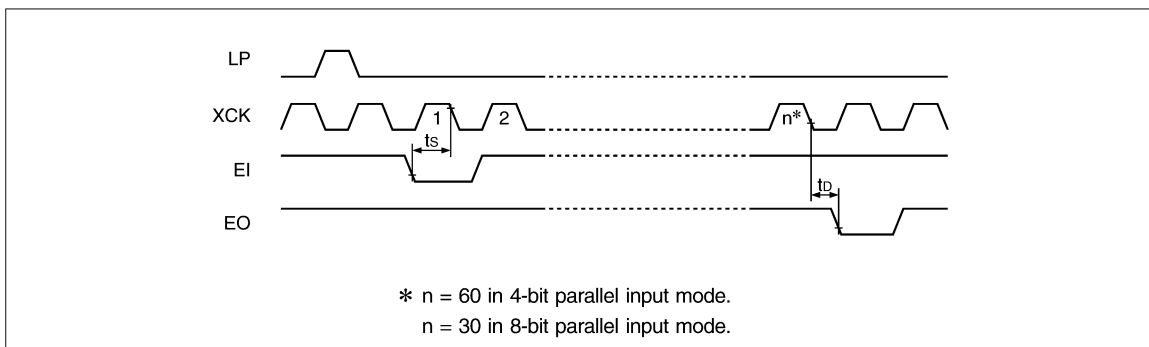 LP
XCK
1
2
n*
tS
EI
tD
EO
* n = 60 in 4-bit parallel input mode.
n = 30 in 8-bit parallel input mode.